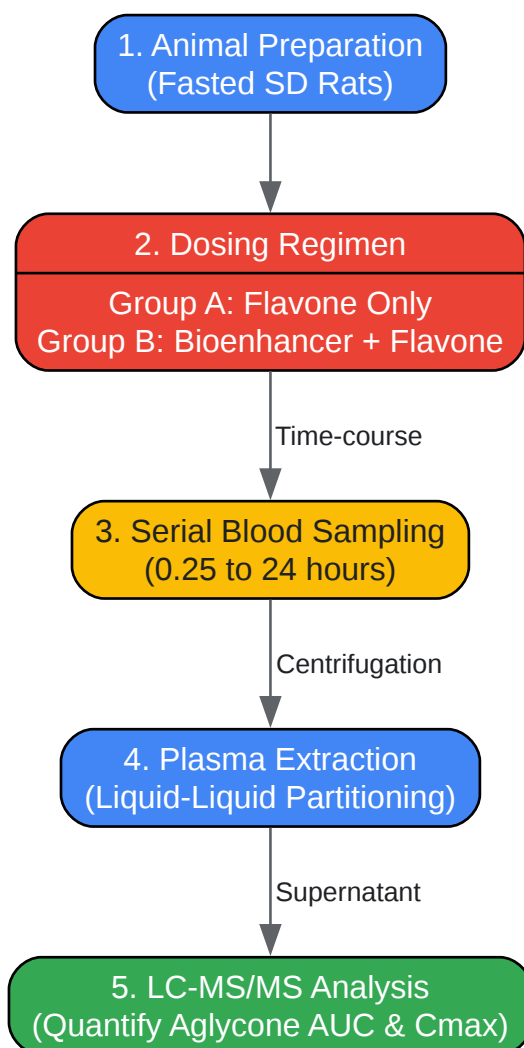 1. Animal Preparation
(Fasted SD Rats)
2. Dosing Regimen
Group A: Flavone Only
Group B: Bioenhancer + Flavone
Time-course
3. Serial Blood Sampling
(0.25 to 24 hours)
Centrifugation
4. Plasma Extraction
(Liquid-Liquid Partitioning)
Supernatant
5. LC-MS/MS Analysis
(Quantify Aglycone AUC & Cmax)